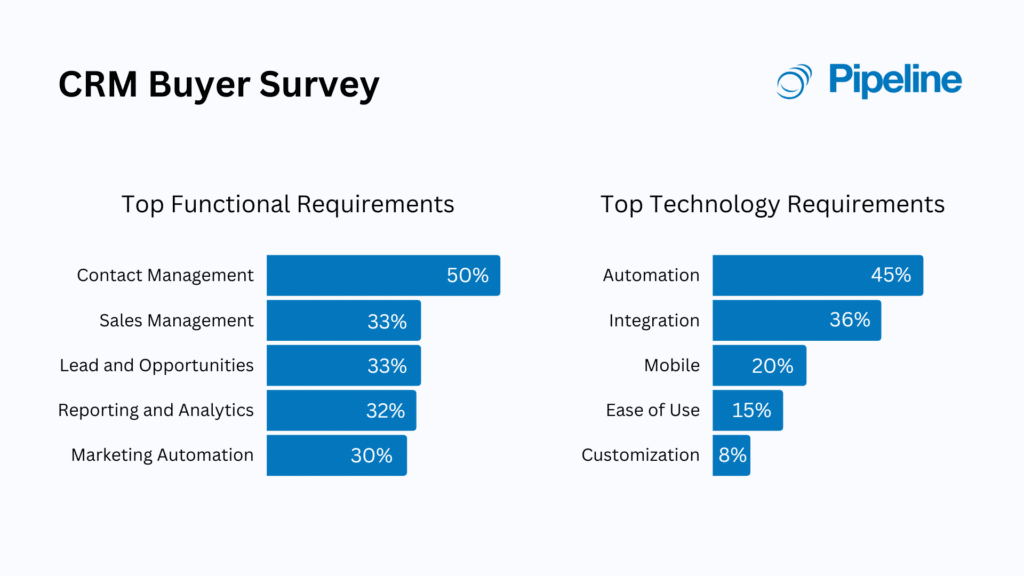 CRM Buyer Survey
Pipeline
Top Functional Requirements
Contact Management 50%
Sales Management 33%
Lead and Opportunities 33%
Reporting and Analytics 32%
Marketing Automation 30%
Top Technology Requirements
Automation 45%
Integration 36%
Mobile 20%
Ease of Use 15%
Customization 8%